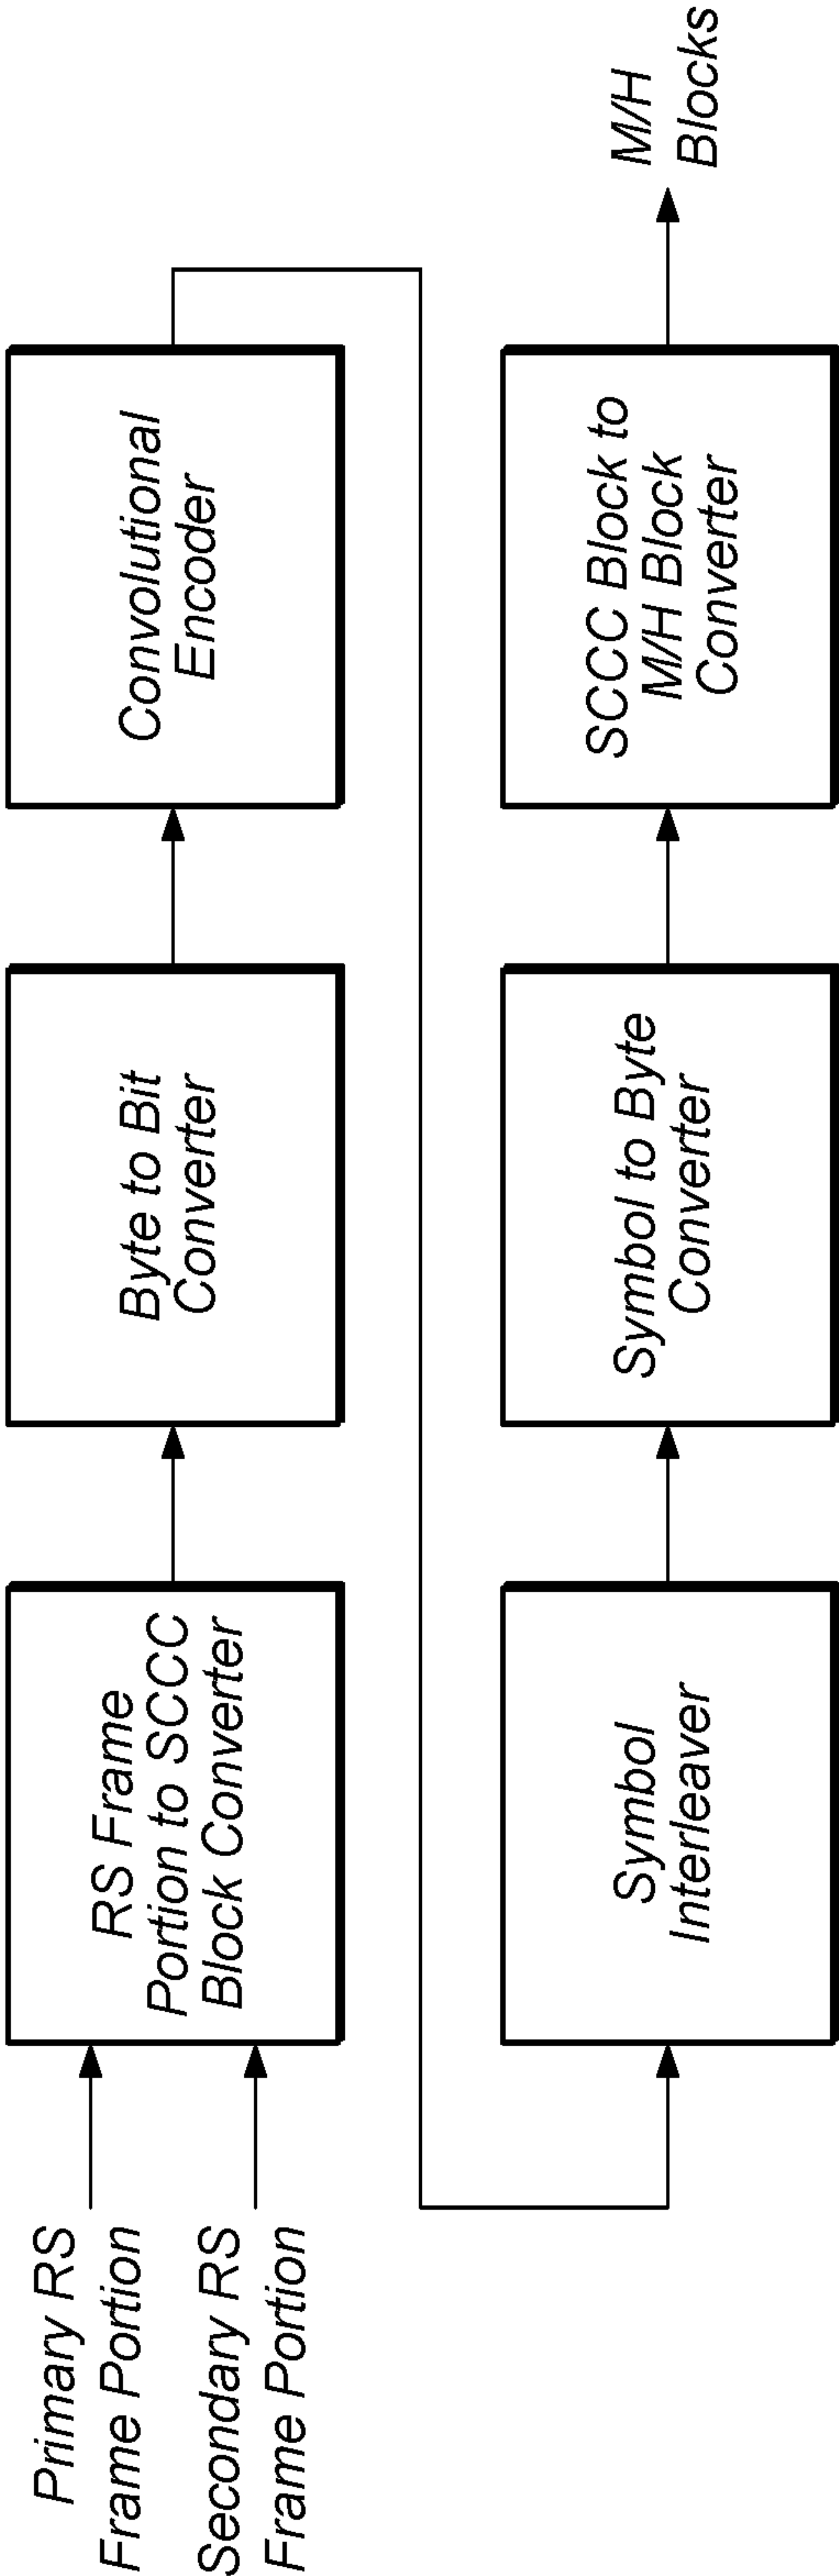 Primary RS
Frame Portion
Secondary RS
Frame Portion
RS Frame
Portion to SCCC
Block Converter
Byte to Bit
Converter
Convolutional
Encoder
Symbol
Interleaver
Symbol to Byte
Converter
SCCC Block to
M/H Block
Converter
M/H
Blocks